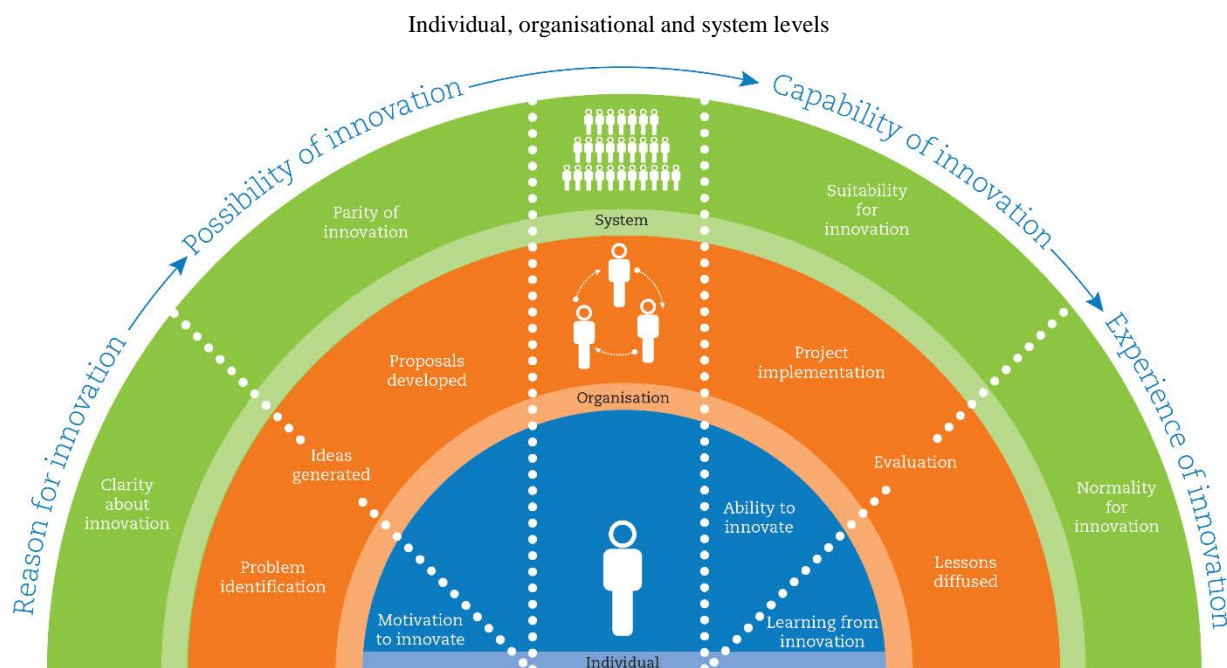 Individual, organisational and system levels
Reason for innovation
Possibility of innovation
Capability of innovation
Experience of innovation
Clarity
about
innovation
Parity of
innovation
System
Suitability
for
innovation
Normality
for
innovation
Problem
identification
Ideas
generated
Proposals
developed
Organisation
Project
implementation
Evaluation
Lessons
diffused
Motivation
to innovate
Individual
Ability to
innovate
Learning from
innovation